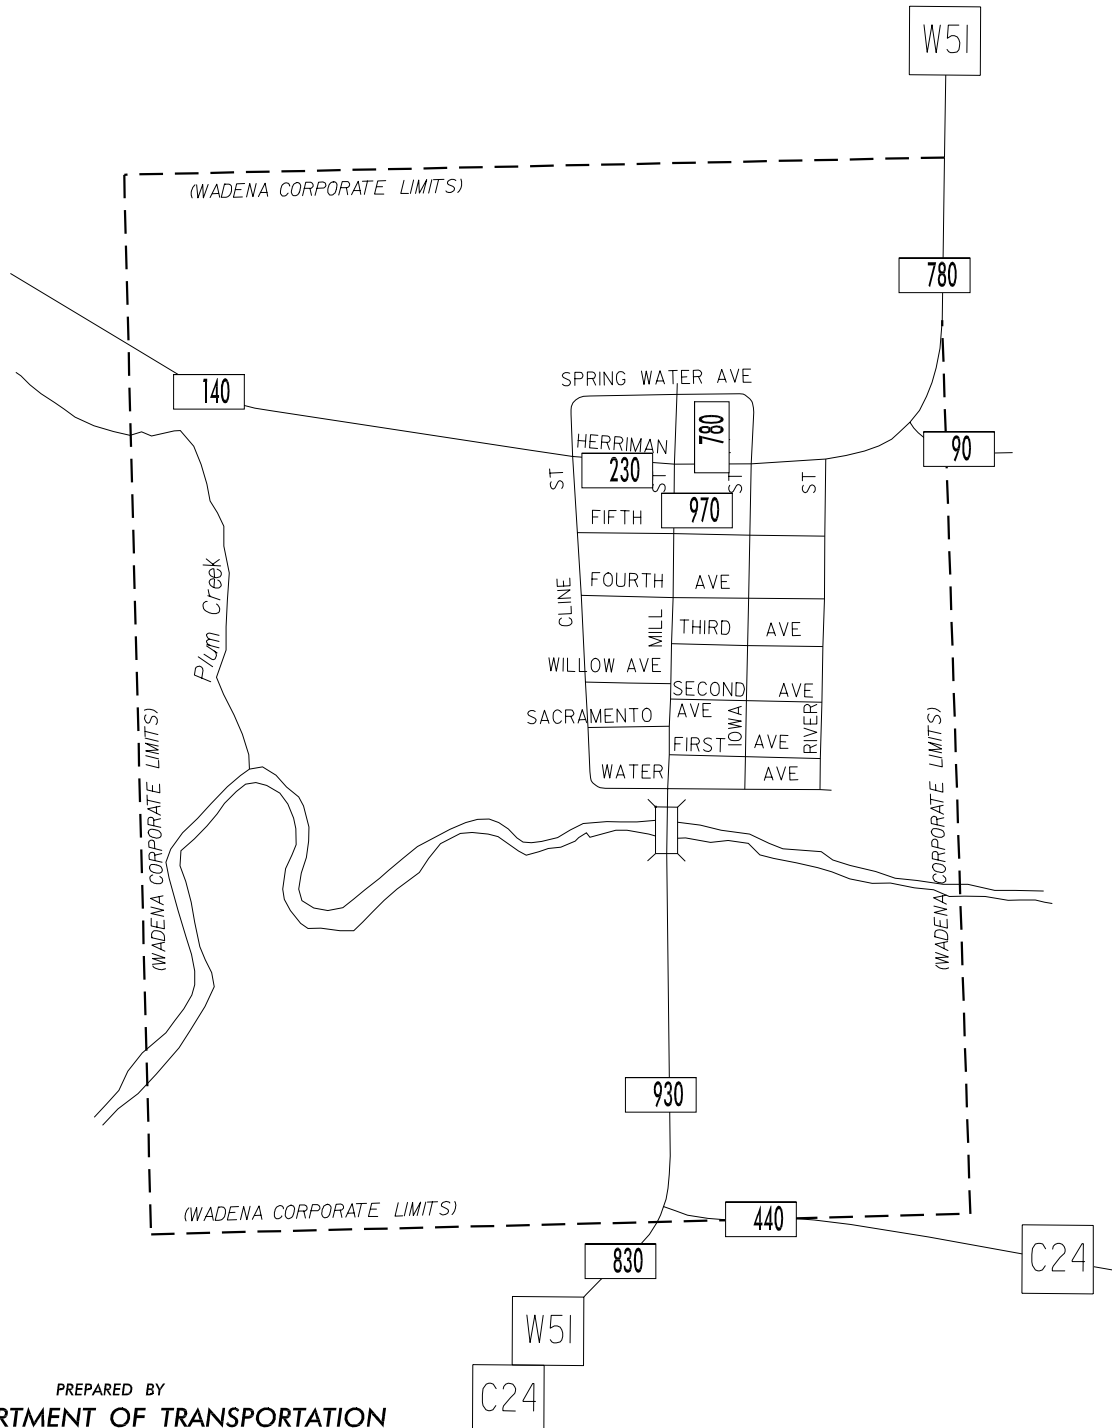 W51
(WADENA CORPORATE LIMITS)
780
140
SPRING WATER AVE
780
HERRIMAN
90
230
ST
ST
ST
ST
970
FIFTH
Plum Creek
FOURTH AVE
CLINE
MILL
THIRD AVE
WILLOW AVE
SECOND AVE
SACRAMENTO AVE
IOWA
RIVER
FIRST AVE
WATER AVE
(WADENA CORPORATE LIMITS)
(WADENA CORPORATE LIMITS)
930
(WADENA CORPORATE LIMITS)
440
830
C24
W51
C24
PREPARED BY
RTMENT OF TRANSPORTATION